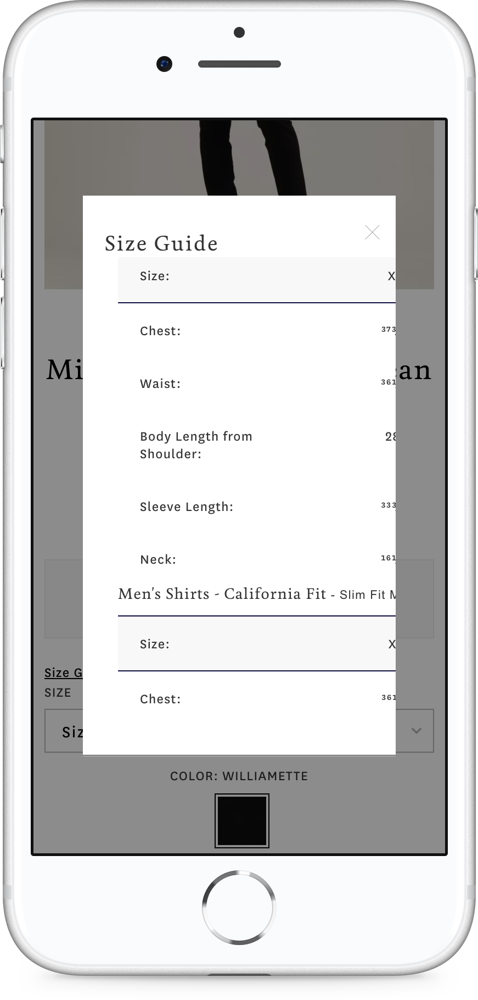 Size Guide
Size: X
Chest: 373
Waist: 361
Body Length from 28
Shoulder:
Sleeve Length: 333
Neck: 161
Men's Shirts - California Fit - Slim Fit M
Size: X
Chest: 361
Mi
an
Size G
SIZE
Siz
COLOR: WILLIAMETTE